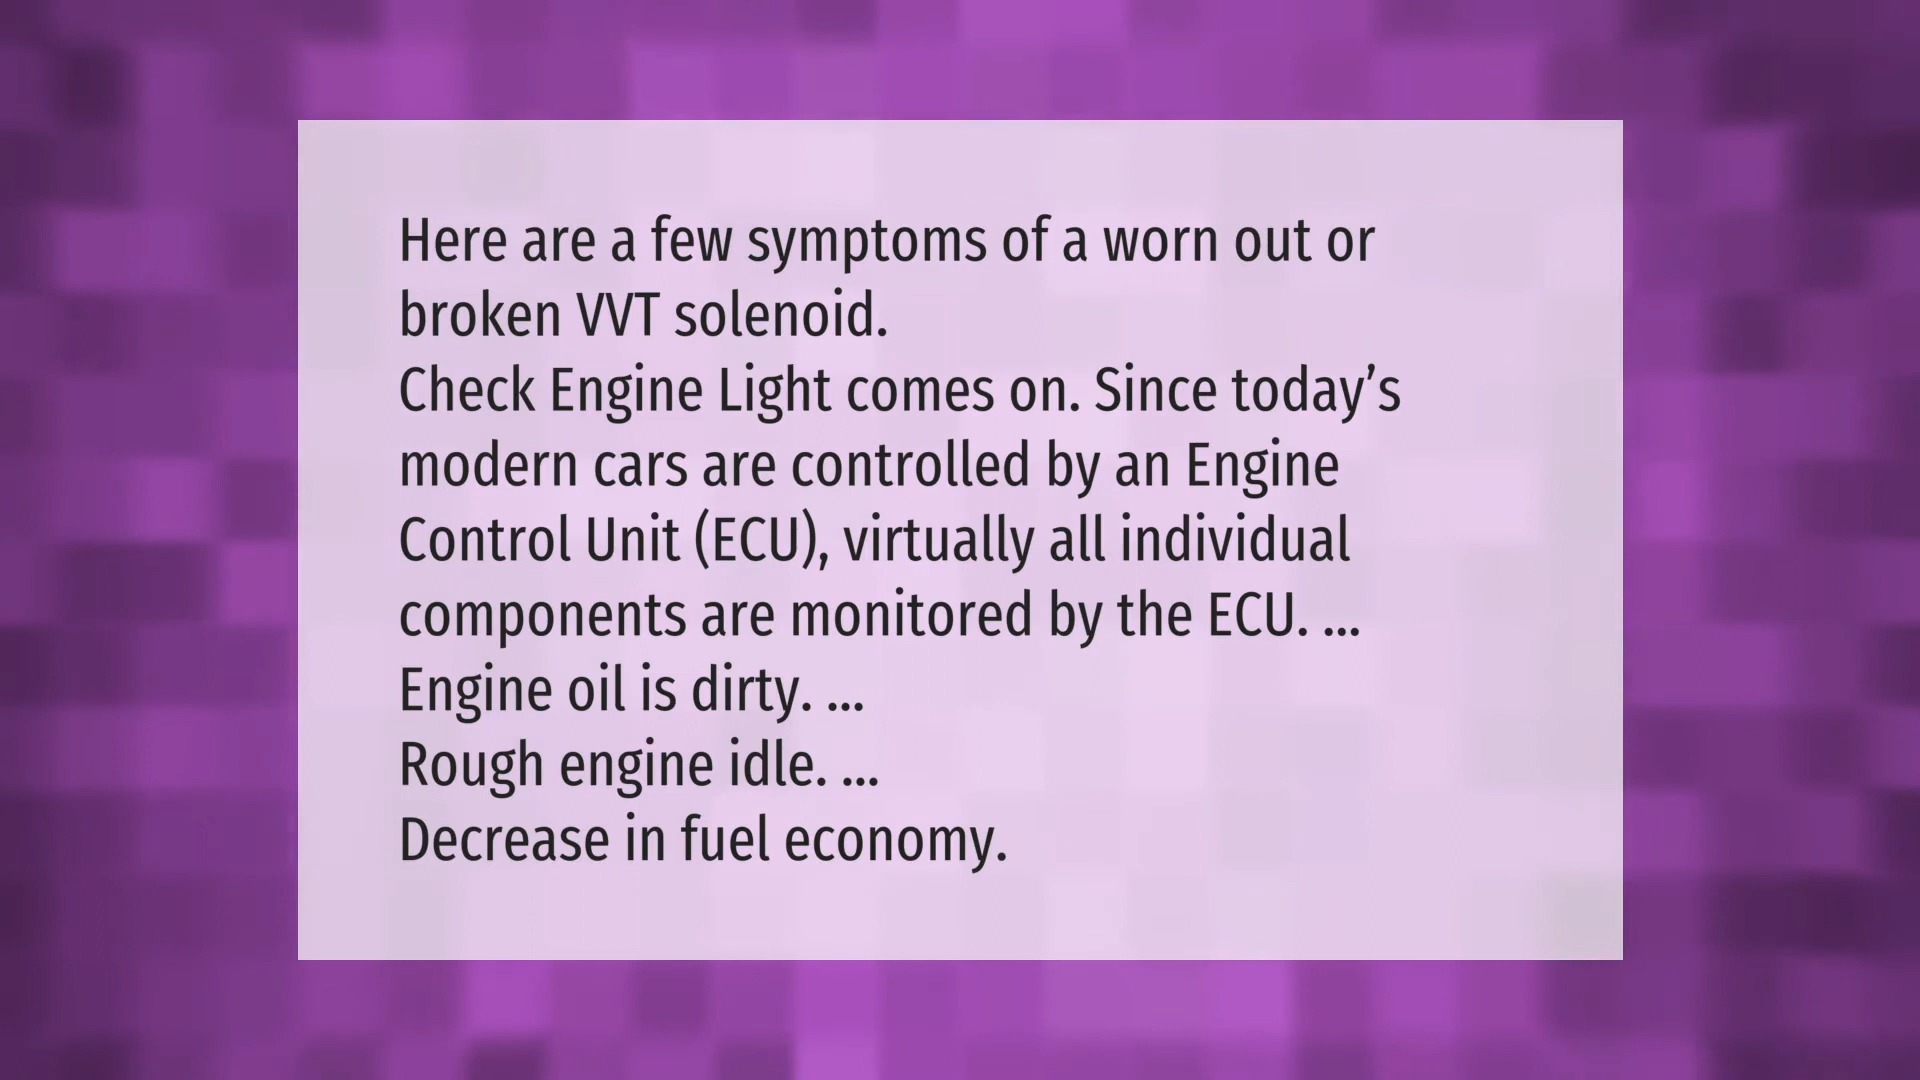 Here are a few symptoms of a worn out or
broken VVT solenoid.
Check Engine Light comes on. Since today’s
modern cars are controlled by an Engine
Control Unit (ECU), virtually all individual
components are monitored by the ECU. ...
Engine oil is dirty. ...
Rough engine idle. ...
Decrease in fuel economy.